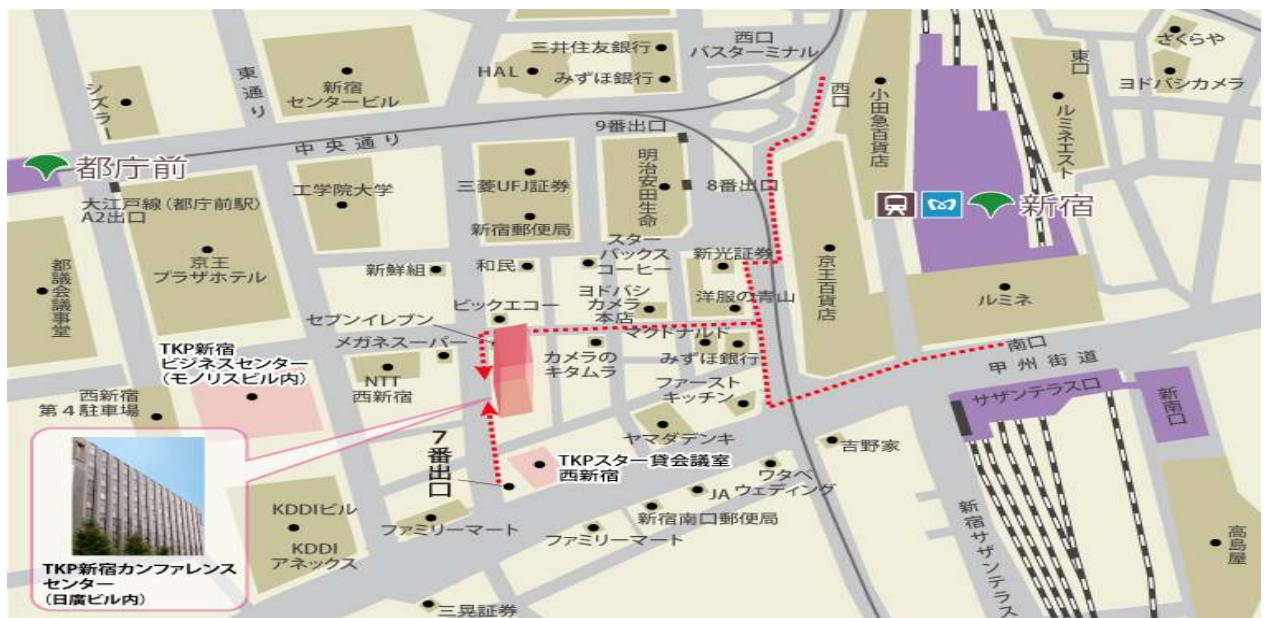 三井住友銀行
HAL
みずほ銀行
西口
バスターミナル
さくらや
ヨドバシカメラ
東口
ルミネエスト
西口
小田急百貨店
東通り
新宿
センタービル
シズラー
中央通り
9番出口
明治安田生命
8番出口
都庁前
大江戸線(都庁前駅)
A2出口
工学院大学
三菱UFJ証券
新宿郵便局
新宿
京王
プラザホテル
都議会議事堂
新鮮組
和民
スター
バックス
コーヒー
新光証券
京王百貨店
ルミネ
ビックエコー
ヨドバシ
カメラ
本店
洋服の青山
セブンイレブン
メガネスーパー
カメラの
キタムラ
マクドナルド
みずほ銀行
南口
甲州街道
TKP新宿
ビジネスセンター
(モノリスビル内)
NTT
西新宿
ファースト
キッチン
サザンテラス口
新南口
西新宿
第4駐車場
7番出口
ヤマダデンキ
吉野家
TKPスター貸会議室
西新宿
ワタベ
ウェディング
JA
新宿南口郵便局
KDDIビル
KDDI
アネックス
ファミリーマート
ファミリーマート
新宿サザンテラス
高島屋
TKP新宿カンファレンス
センター
(日廣ビル内)
三晃証券